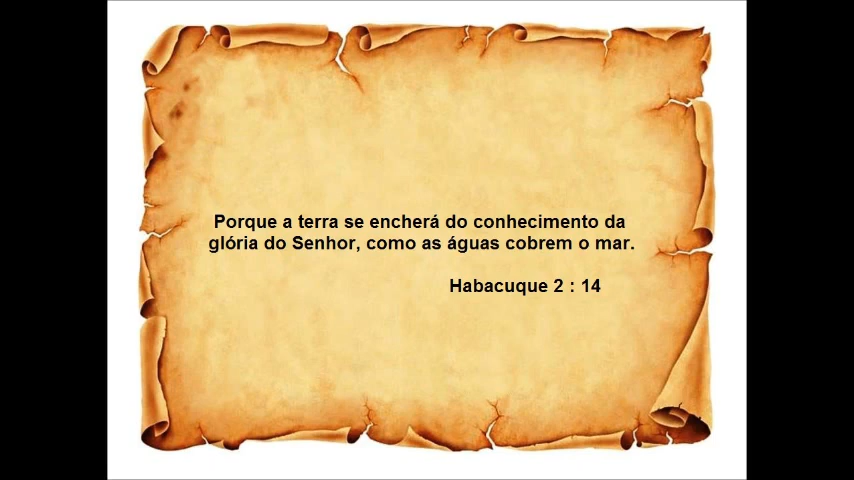 Porque a terra se encherá do conhecimento da
glória do Senhor, como as águas cobrem o mar.
Habacuque 2 : 14